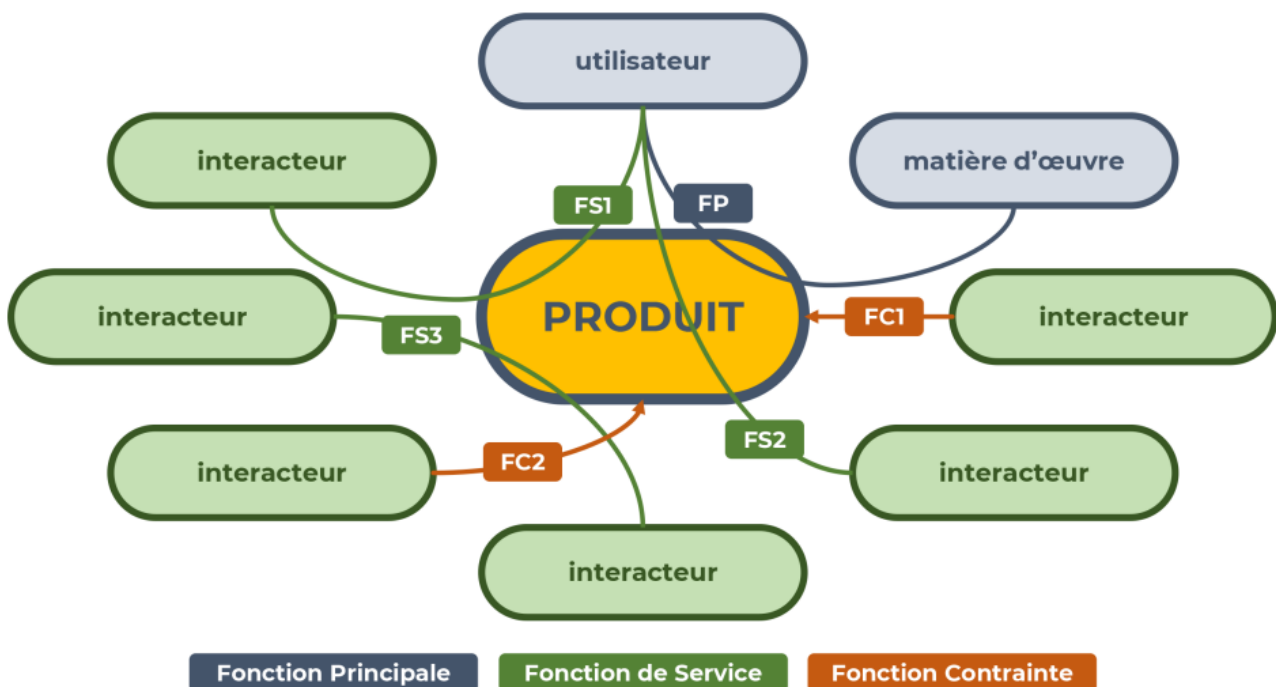 utilisateur
interacteur
matière d'œuvre
FS1
FP
interacteur
PRODUIT
FC1
interacteur
FS3
interacteur
FC2
FS2
interacteur
interacteur
Fonction Principale
Fonction de Service
Fonction Contrainte